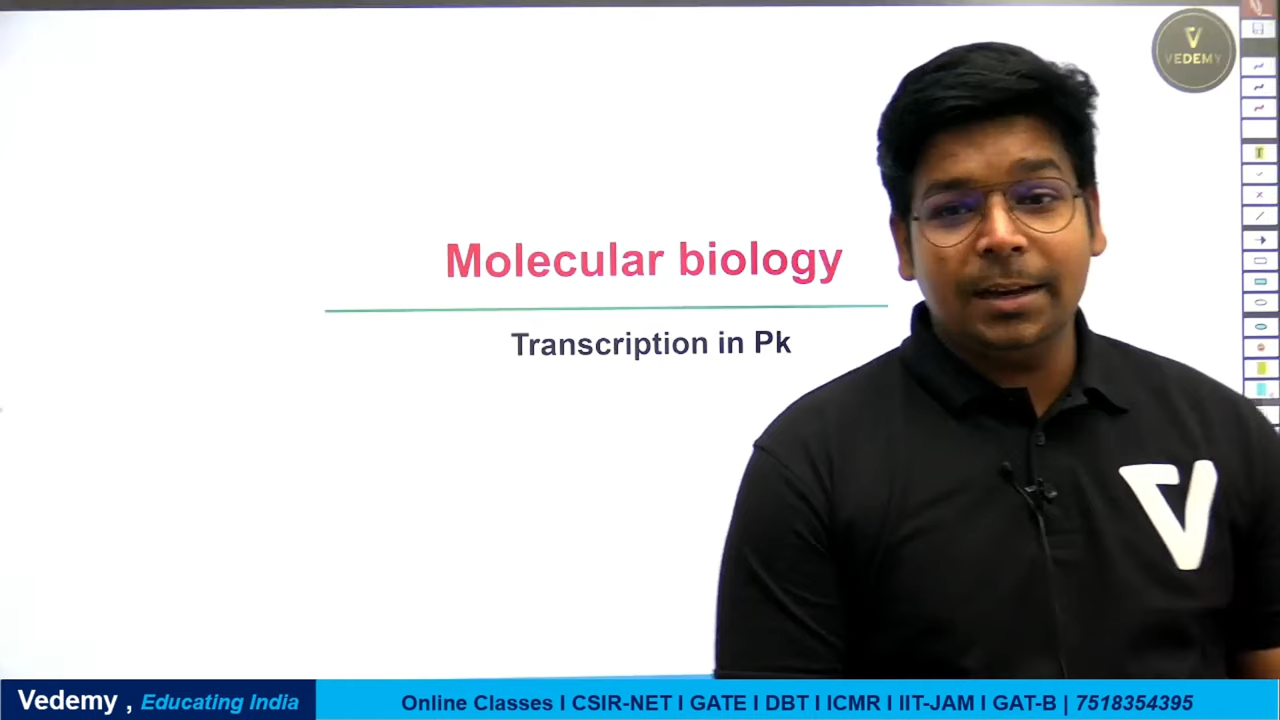 VEDEMY
Molecular biology
Transcription in Pk
Vedemy , Educating India
Online Classes I CSIR-NET I GATE I DBT I ICMR I IIT-JAM I GAT-B | 7518354395